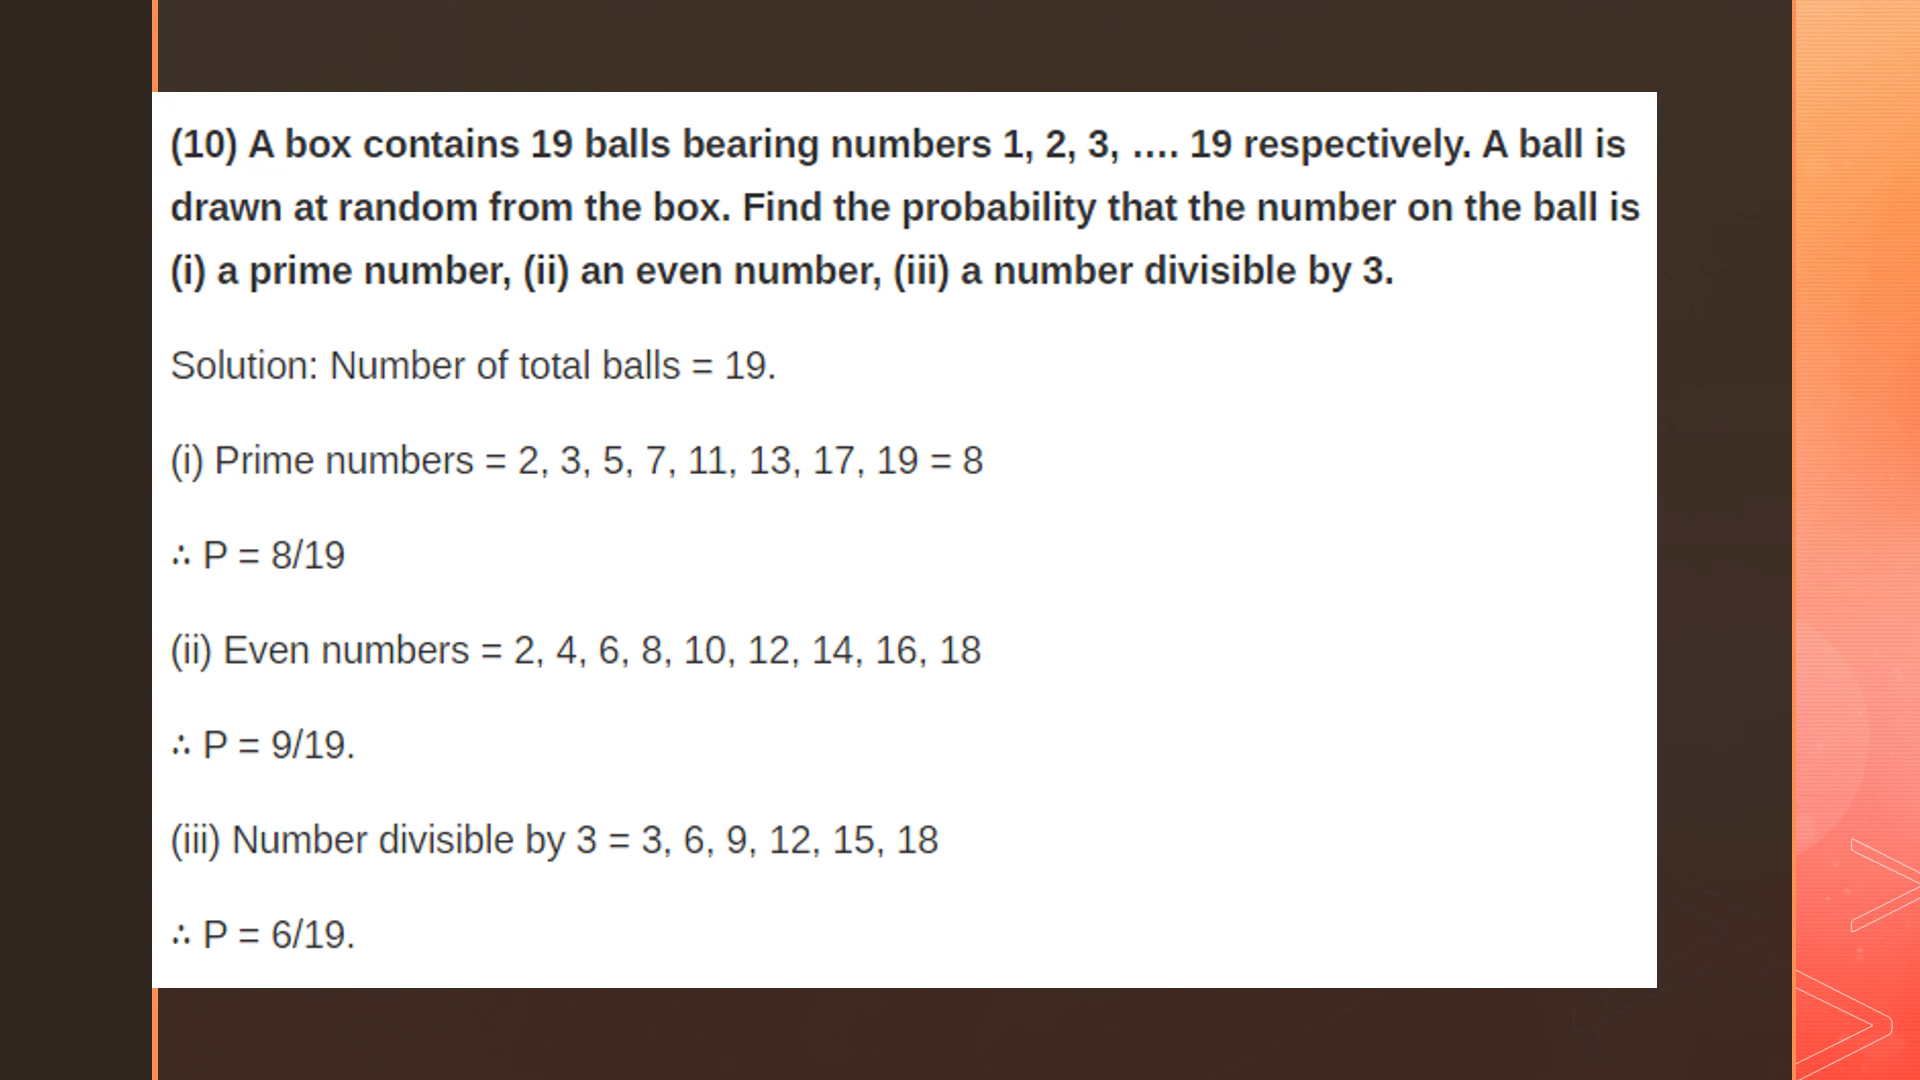 (10) A box contains 19 balls bearing numbers 1, 2, 3, .... 19 respectively. A ball is
drawn at random from the box. Find the probability that the number on the ball is
(i) a prime number, (ii) an even number, (iii) a number divisible by 3.
Solution: Number of total balls = 19.
(i) Prime numbers = 2, 3, 5, 7, 11, 13, 17, 19 = 8
∴ P = 8/19
(ii) Even numbers = 2, 4, 6, 8, 10, 12, 14, 16, 18
∴ P = 9/19.
(iii) Number divisible by 3 = 3, 6, 9, 12, 15, 18
∴ P = 6/19.